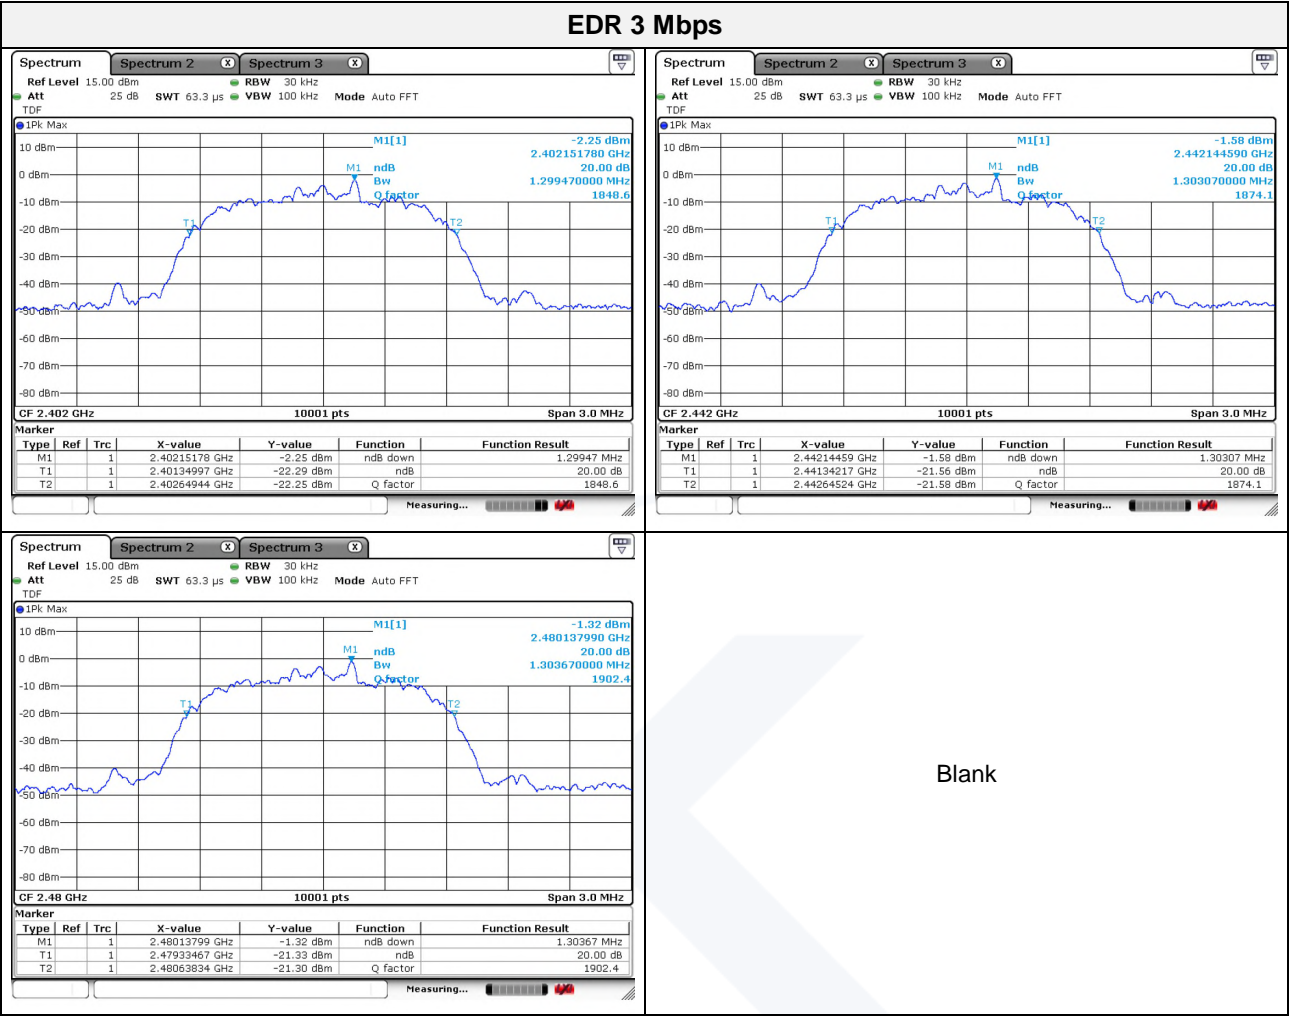 EDR 3 Mbps
Spectrum Spectrum 2 X Spectrum 3 X
Ref Level 15.00 dBm RBW 30 kHz
Att 25 dB SWT 63.3 µs VBW 100 kHz Mode Auto FFT
TDF
1Pk Max
M1[1] -2.25 dBm
10 dBm
2.402151780 GHz
0 dBm M1 ndB 20.00 dB
Bw 1.299470000 MHz
-10 dBm Q factor 1848.6
T1 T2
-20 dBm
-30 dBm
-40 dBm
-50 dBm
-60 dBm
-70 dBm
-80 dBm
CF 2.402 GHz 10001 pts Span 3.0 MHz
Marker
Type Ref Trc X-value Y-value Function Function Result
M1 1 2.40215178 GHz -2.25 dBm ndB down 1.29947 MHz
T1 1 2.40134997 GHz -22.29 dBm ndB 20.00 dB
T2 1 2.40264944 GHz -22.25 dBm Q factor 1848.6
Measuring...
Spectrum Spectrum 2 X Spectrum 3 X
Ref Level 15.00 dBm RBW 30 kHz
Att 25 dB SWT 63.3 µs VBW 100 kHz Mode Auto FFT
TDF
1Pk Max
M1[1] -1.58 dBm
10 dBm
2.442144590 GHz
0 dBm M1 ndB 20.00 dB
Bw 1.303070000 MHz
-10 dBm Q factor 1874.1
T1 T2
-20 dBm
-30 dBm
-40 dBm
-50 dBm
-60 dBm
-70 dBm
-80 dBm
CF 2.442 GHz 10001 pts Span 3.0 MHz
Marker
Type Ref Trc X-value Y-value Function Function Result
M1 1 2.44214459 GHz -1.58 dBm ndB down 1.30307 MHz
T1 1 2.44134217 GHz -21.56 dBm ndB 20.00 dB
T2 1 2.44264524 GHz -21.58 dBm Q factor 1874.1
Measuring...
Spectrum Spectrum 2 X Spectrum 3 X
Ref Level 15.00 dBm RBW 30 kHz
Att 25 dB SWT 63.3 µs VBW 100 kHz Mode Auto FFT
TDF
1Pk Max
M1[1] -1.32 dBm
10 dBm
2.480137990 GHz
0 dBm M1 ndB 20.00 dB
Bw 1.303670000 MHz
-10 dBm Q factor 1902.4
T1 T2
-20 dBm
-30 dBm
-40 dBm
-50 dBm
-60 dBm
-70 dBm
-80 dBm
CF 2.48 GHz 10001 pts Span 3.0 MHz
Marker
Type Ref Trc X-value Y-value Function Function Result
M1 1 2.48013799 GHz -1.32 dBm ndB down 1.30367 MHz
T1 1 2.47933467 GHz -21.33 dBm ndB 20.00 dB
T2 1 2.48063834 GHz -21.30 dBm Q factor 1902.4
Measuring...
Blank